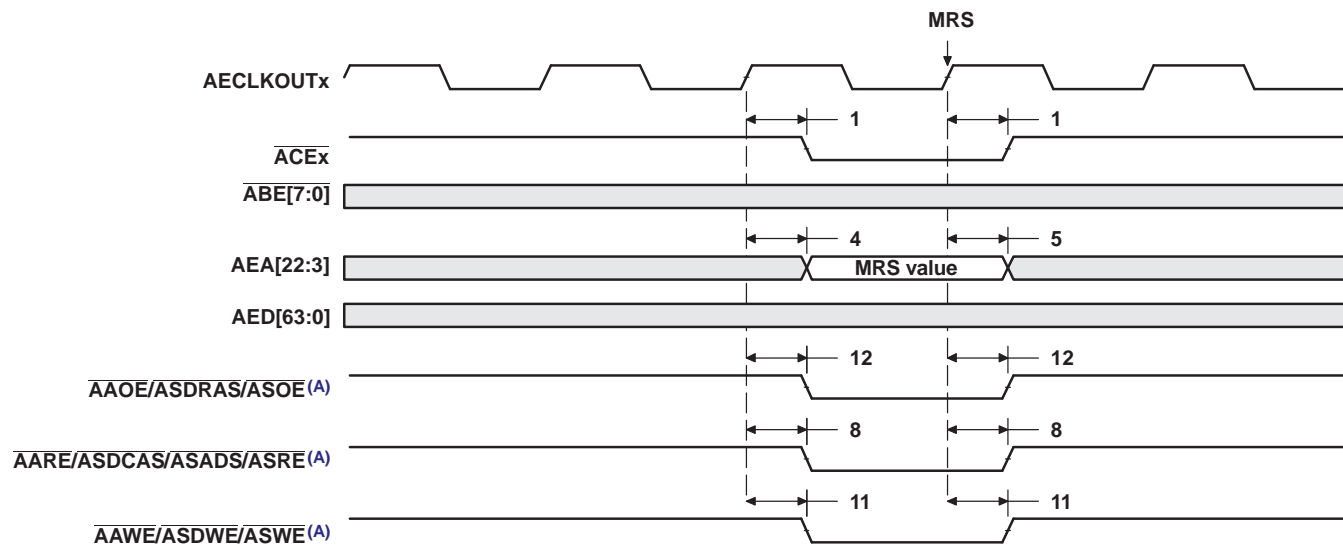 MRS
AECLKOUTx
1 1
ACEx
ABE[7:0]
4 5
AEA[22:3] MRS value
AED[63:0]
12 12
AAOE/ASDRAS/ASOE(A)
8 8
AARE/ASDCAS/ASADS/ASRE(A)
11 11
AAWE/ASDWE/ASWE(A)